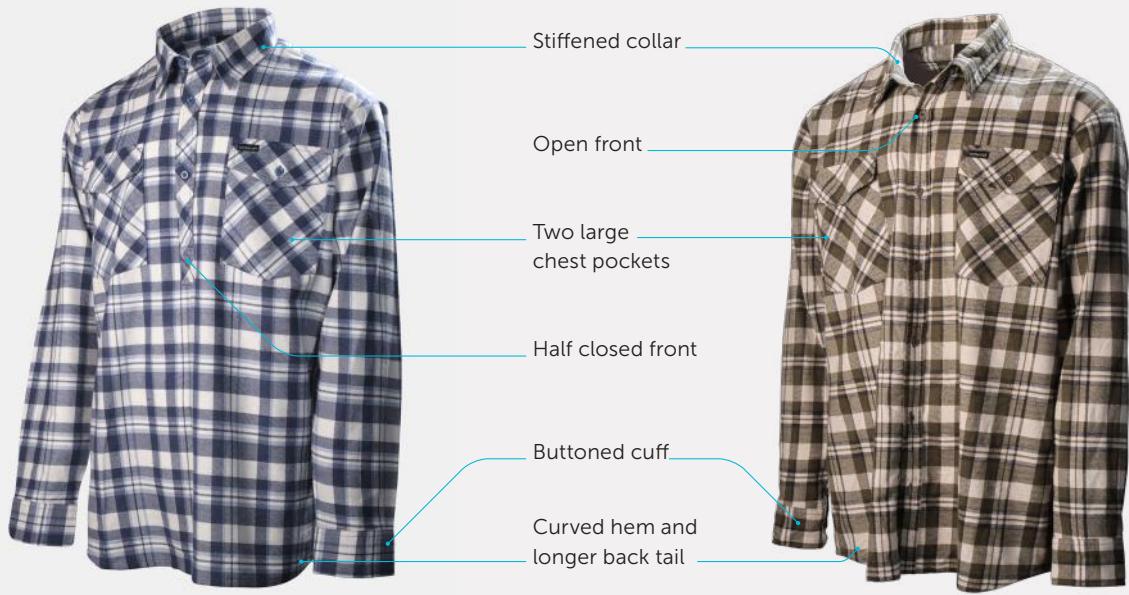 Stiffened collar
Open front
Two large
chest pockets
Half closed front
Buttoned cuff
Curved hem and
longer back tail